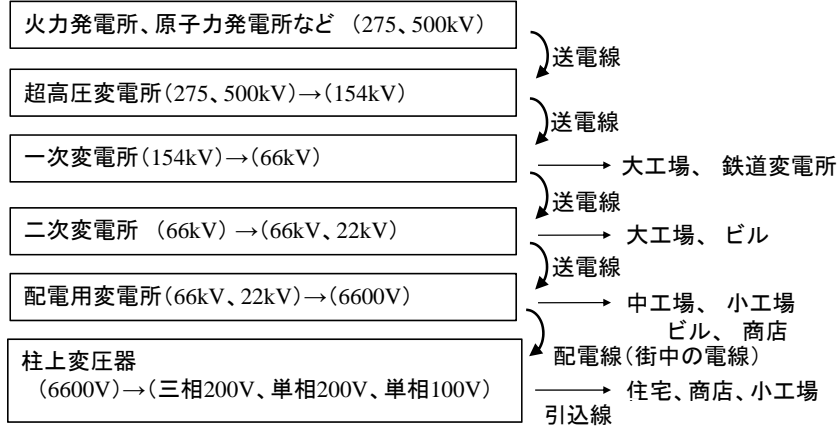 火力発電所、原子力発電所など (275、500kV)
送電線
超高圧変電所(275、500kV)→(154kV)
送電線
一次変電所(154kV)→(66kV)
大工場、 鉄道変電所
送電線
二次変電所 (66kV)→(66kV、22kV)
大工場、 ビル
送電線
配電用変電所(66kV、22kV)→(6600V)
中工場、 小工場
ビル、 商店
配電線(街中の電線)
柱上変圧器
(6600V)→(三相200V、単相200V、単相100V)
住宅、商店、小工場
引込線